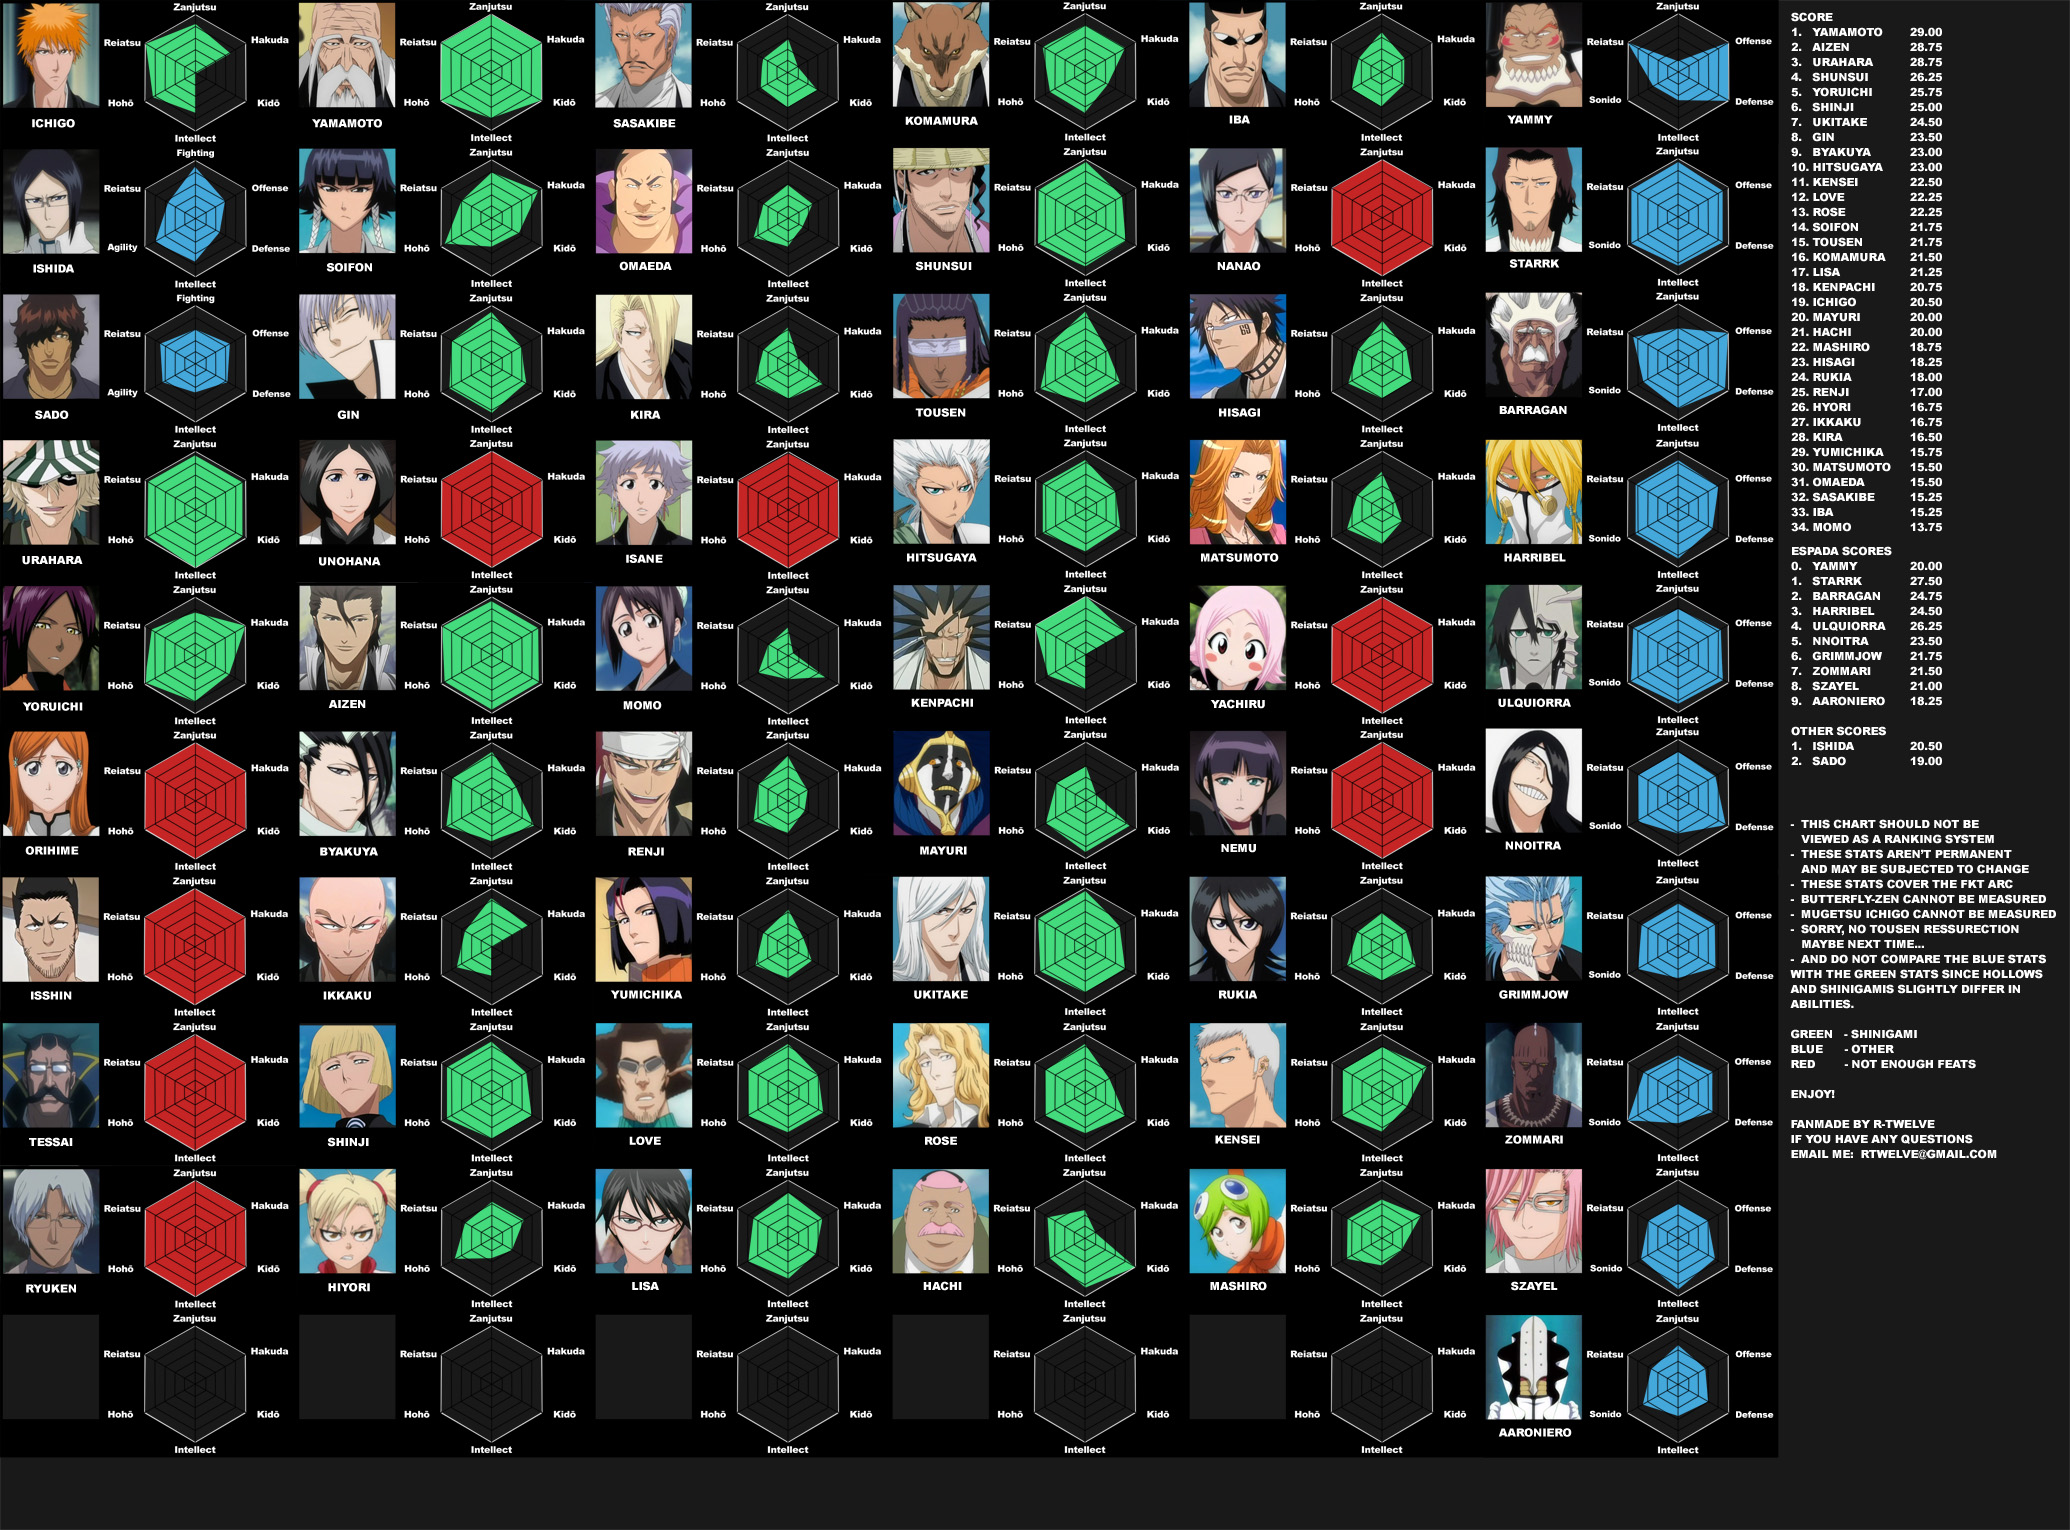 Zanjutsu Zanjutsu Zanjutsu Zanjutsu Zanjutsu Zanjutsu
Reiatsu Hakuda Reiatsu Hakuda Reiatsu Hakuda Reiatsu Hakuda Reiatsu Hakuda Reiatsu Offense
Hohō Kidō Hohō Kidō Hohō Kidō Hohō Kidō Hohō Kidō Sonido Defense
ICHIGO YAMAMOTO SASAKIBE KOMAMURA IBA YAMMY
Intellect Intellect Intellect Intellect Intellect Intellect
Fighting Zanjutsu Zanjutsu Zanjutsu Zanjutsu Zanjutsu
Reiatsu Offense Reiatsu Hakuda Reiatsu Hakuda Reiatsu Hakuda Reiatsu Hakuda Reiatsu Offense
Agility Defense Hohō Kidō Hohō Kidō Hohō Kidō Hohō Kidō Sonido Defense
ISHIDA SOIFON OMAEDA SHUNSUI NANAO STARRK
Intellect Intellect Intellect Intellect Intellect Intellect
Fighting Zanjutsu Zanjutsu Zanjutsu Zanjutsu Zanjutsu
Reiatsu Offense Reiatsu Hakuda Reiatsu Hakuda Reiatsu Hakuda Reiatsu Hakuda Reiatsu Offense
69
Agility Defense Hohō Kidō Hohō Kidō Hohō Kidō Hohō Kidō Sonido Defense
SADO GIN KIRA TOUSEN HISAGI BARRAGAN
Intellect Intellect Intellect Intellect Intellect Intellect
Zanjutsu Zanjutsu Zanjutsu Zanjutsu Zanjutsu Zanjutsu
Reiatsu Hakuda Reiatsu Hakuda Reiatsu Hakuda Reiatsu Hakuda Reiatsu Hakuda Reiatsu Offense
Hohō Kidō Hohō Kidō Hohō Kidō Hohō Kidō Hohō Kidō Sonido Defense
URAHARA UNOHANA ISANE HITSUGAYA MATSUMOTO HARRIBEL
Intellect Intellect Intellect Intellect Intellect Intellect
Zanjutsu Zanjutsu Zanjutsu Zanjutsu Zanjutsu Zanjutsu
Reiatsu Hakuda Reiatsu Hakuda Reiatsu Hakuda Reiatsu Hakuda Reiatsu Hakuda Reiatsu Offense
Hohō Kidō Hohō Kidō Hohō Kidō Hohō Kidō Hohō Kidō Sonido Defense
YORUICHI AIZEN MOMO KENPACHI YACHIRU ULQUIORRA
Intellect Intellect Intellect Intellect Intellect Intellect
Zanjutsu Zanjutsu Zanjutsu Zanjutsu Zanjutsu Zanjutsu
Reiatsu Hakuda Reiatsu Hakuda Reiatsu Hakuda Reiatsu Hakuda Reiatsu Hakuda Reiatsu Offense
Hohō Kidō Hohō Kidō Hohō Kidō Hohō Kidō Hohō Kidō Sonido Defense
ORIHIME BYAKUYA RENJI MAYURI NEMU NNOITRA
Intellect Intellect Intellect Intellect Intellect Intellect
Zanjutsu Zanjutsu Zanjutsu Zanjutsu Zanjutsu Zanjutsu
Reiatsu Hakuda Reiatsu Hakuda Reiatsu Hakuda Reiatsu Hakuda Reiatsu Hakuda Reiatsu Offense
Hohō Kidō Hohō Kidō Hohō Kidō Hohō Kidō Hohō Kidō Sonido Defense
ISSHIN IKKAKU YUMICHIKA UKITAKE RUKIA GRIMMJOW
Intellect Intellect Intellect Intellect Intellect Intellect
Zanjutsu Zanjutsu Zanjutsu Zanjutsu Zanjutsu Zanjutsu
Reiatsu Hakuda Reiatsu Hakuda Reiatsu Hakuda Reiatsu Hakuda Reiatsu Hakuda Reiatsu Offense
Hohō Kidō Hohō Kidō Hohō Kidō Hohō Kidō Hohō Kidō Sonido Defense
TESSAI SHINJI LOVE ROSE KENSEI ZOMMARI
Intellect Intellect Intellect Intellect Intellect Intellect
Zanjutsu Zanjutsu Zanjutsu Zanjutsu Zanjutsu Zanjutsu
Reiatsu Hakuda Reiatsu Hakuda Reiatsu Hakuda Reiatsu Hakuda Reiatsu Hakuda Reiatsu Offense
Hohō Kidō Hohō Kidō Hohō Kidō Hohō Kidō Hohō Kidō Sonido Defense
RYUKEN HIYORI LISA HACHI MASHIRO SZAYEL
Intellect Intellect Intellect Intellect Intellect Intellect
Zanjutsu Zanjutsu Zanjutsu Zanjutsu Zanjutsu Zanjutsu
Reiatsu Hakuda Reiatsu Hakuda Reiatsu Hakuda Reiatsu Hakuda Reiatsu Hakuda Reiatsu Offense
Hohō Kidō Hohō Kidō Hohō Kidō Hohō Kidō Hohō Kidō Sonido Defense
AARONIERO
Intellect Intellect Intellect Intellect Intellect Intellect
SCORE
1. YAMAMOTO 29.00
2. AIZEN 28.75
3. URAHARA 28.75
4. SHUNSUI 26.25
5. YORUICHI 25.75
6. SHINJI 25.00
7. UKITAKE 24.50
8. GIN 23.50
9. BYAKUYA 23.00
10. HITSUGAYA 23.00
11. KENSEI 22.50
12. LOVE 22.25
13. ROSE 22.25
14. SOIFON 21.75
15. TOUSEN 21.75
16. KOMAMURA 21.50
17. LISA 21.25
18. KENPACHI 20.75
19. ICHIGO 20.50
20. MAYURI 20.00
21. HACHI 20.00
22. MASHIRO 18.75
23. HISAGI 18.25
24. RUKIA 18.00
25. RENJI 17.00
26. HYORI 16.75
27. IKKAKU 16.75
28. KIRA 16.50
29. YUMICHIKA 15.75
30. MATSUMOTO 15.50
31. OMAEDA 15.50
32. SASAKIBE 15.25
33. IBA 15.25
34. MOMO 13.75
ESPADA SCORES
0. YAMMY 20.00
1. STARRK 27.50
2. BARRAGAN 24.75
3. HARRIBEL 24.50
4. ULQUIORRA 26.25
5. NNOITRA 23.50
6. GRIMMJOW 21.75
7. ZOMMARI 21.50
8. SZAYEL 21.00
9. AARONIERO 18.25
OTHER SCORES
1. ISHIDA 20.50
2. SADO 19.00
- THIS CHART SHOULD NOT BE
VIEWED AS A RANKING SYSTEM
- THESE STATS AREN'T PERMANENT
AND MAY BE SUBJECTED TO CHANGE
- THESE STATS COVER THE FKT ARC
- BUTTERFLY-ZEN CANNOT BE MEASURED
- MUGETSU ICHIGO CANNOT BE MEASURED
- SORRY, NO TOUSEN RESSURECTION
MAYBE NEXT TIME...
- AND DO NOT COMPARE THE BLUE STATS
WITH THE GREEN STATS SINCE HOLLOWS
AND SHINIGAMIS SLIGHTLY DIFFER IN
ABILITIES.
GREEN - SHINIGAMI
BLUE - OTHER
RED - NOT ENOUGH FEATS
ENJOY!
FANMADE BY R-TWELVE
IF YOU HAVE ANY QUESTIONS
EMAIL ME: RTWELVE@GMAIL.COM